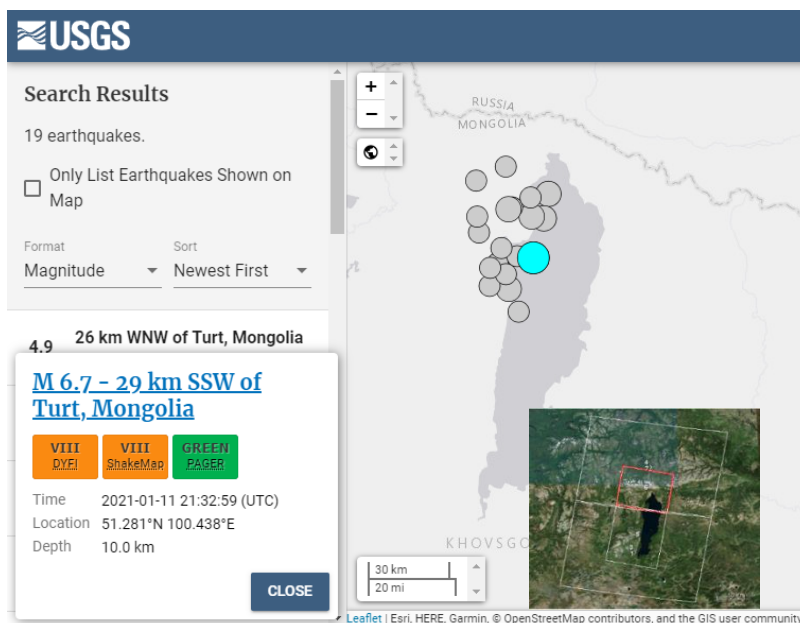 USGS
Search Results
19 earthquakes.
Only List Earthquakes Shown on
Map
Format
Magnitude
Sort
Newest First
4.9
26 km WNW of Turt, Mongolia
M 6.7 - 29 km SSW of
Turt, Mongolia
VIII
DYFI
VIII
ShakeMap
GREEN
PAGER
Time 2021-01-11 21:32:59 (UTC)
Location 51.281°N 100.438°E
Depth 10.0 km
CLOSE
+
−
RUSSIA
MONGOLIA
KHOVSGO
30 km
20 mi
Leaflet | Esri, HERE, Garmin, © OpenStreetMap contributors, and the GIS user community